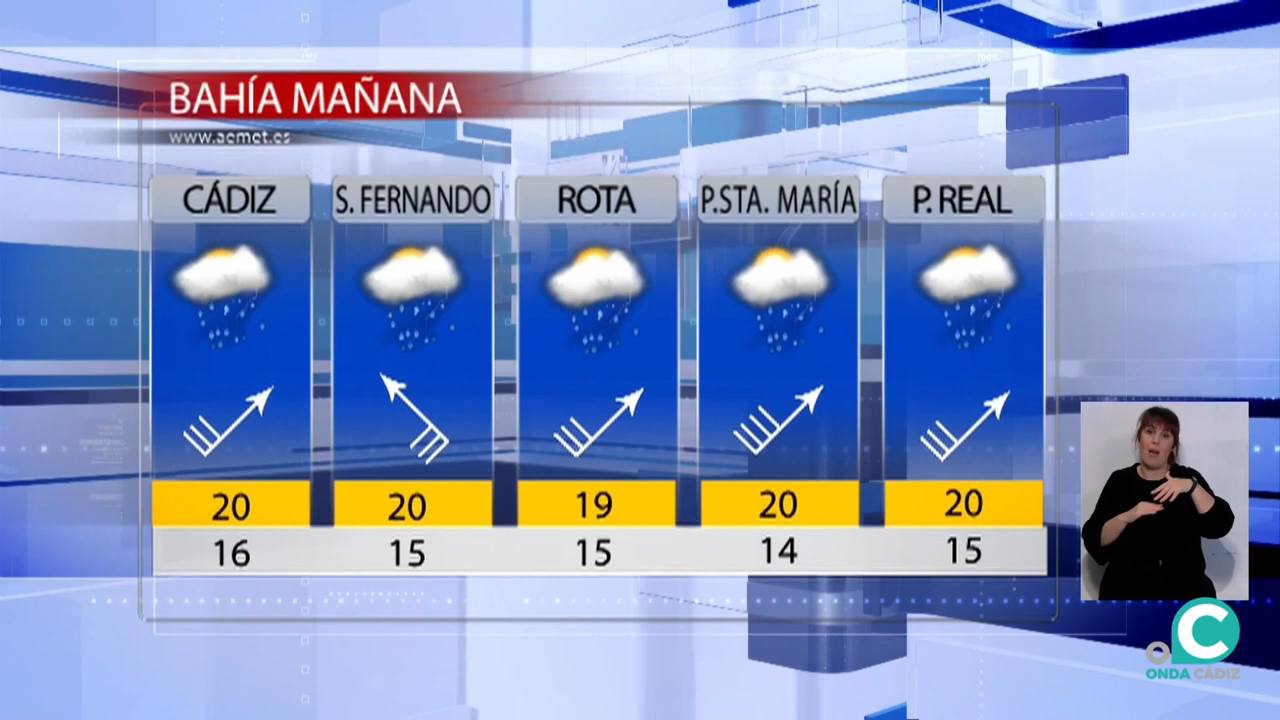 BAHÍA MAÑANA
www.aemet.es
CÁDIZ S. FERNANDO ROTA P.STA. MARÍA P. REAL
20 20 19 20 20
16 15 15 14 15
ONDA CÁDIZ